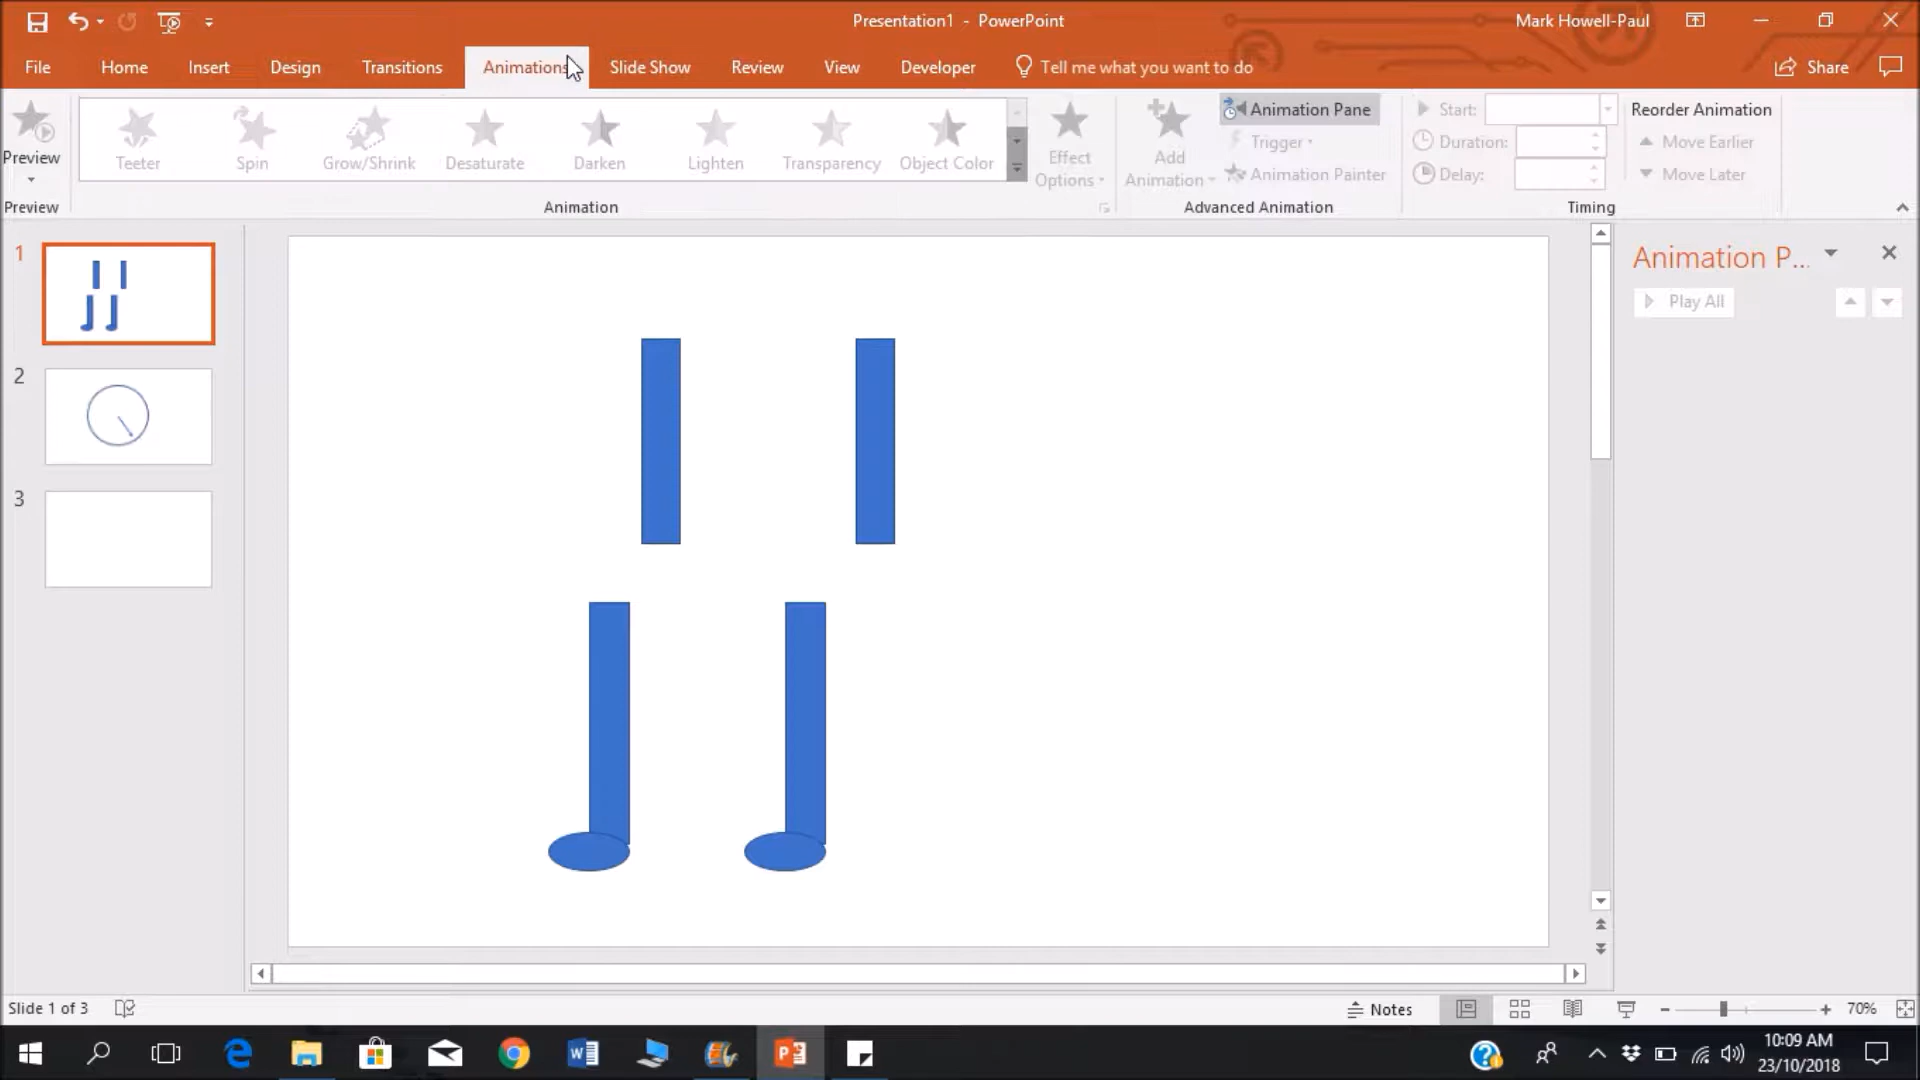 Presentation1 - PowerPoint
Mark Howell-Paul
File Home Insert Design Transitions Animations Slide Show Review View Developer Tell me what you want to do Share
Preview
Teeter Spin Grow/Shrink Desaturate Darken Lighten Transparency Object Color
Effect Options
Add Animation
Animation Pane
Trigger
Animation Painter
Start:
Duration:
Delay:
Reorder Animation
Move Earlier
Move Later
Preview Animation Advanced Animation Timing
1
2
3
Animation P...
Play All
Slide 1 of 3
Notes
70%
10:09 AM
23/10/2018